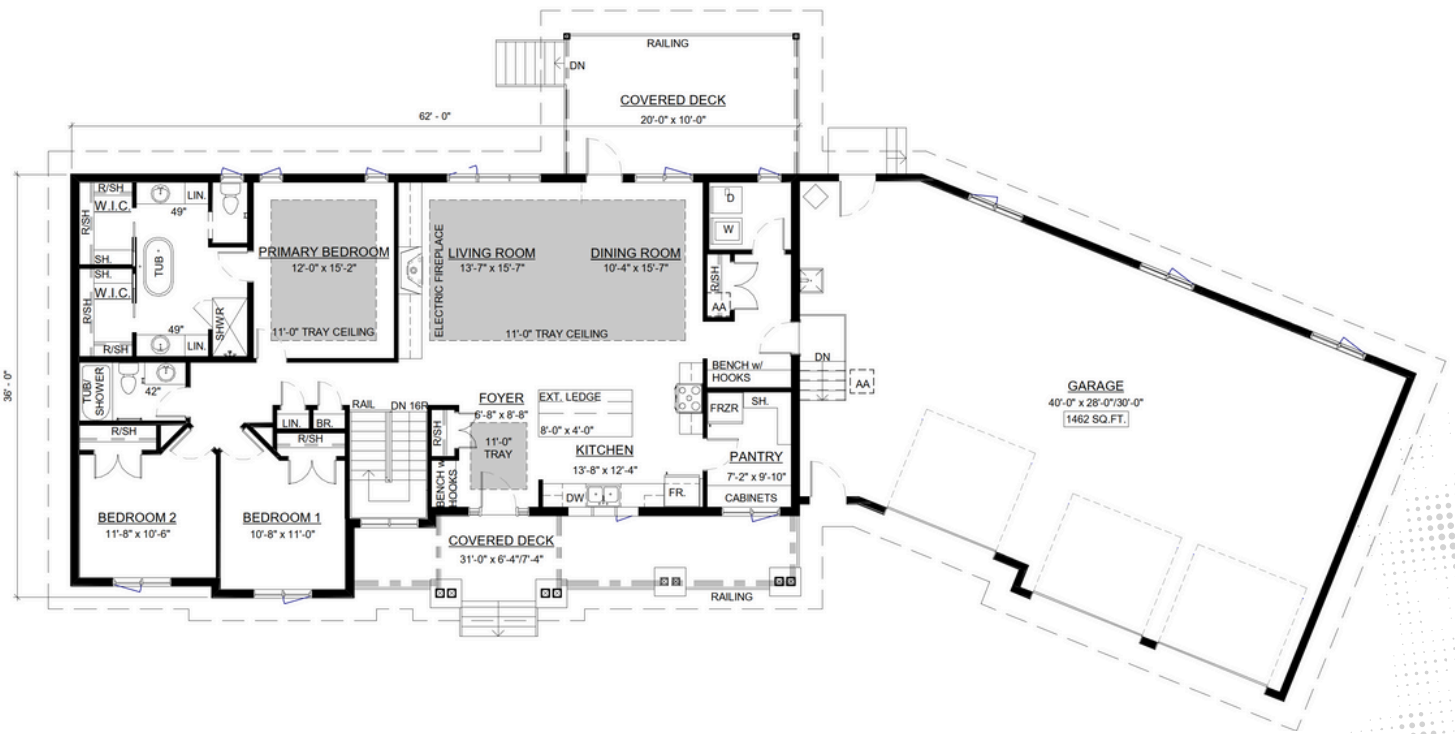 RAILING
DN
COVERED DECK
20'-0" x 10'-0"
62' - 0"
36' - 0"
R/SH
W.I.C.
R/SH
SH.
49"
LIN.
TUB
SH.
W.I.C.
R/SH
R/SH
49"
LIN.
SHWR
PRIMARY BEDROOM
12'-0" x 15'-2"
11'-0" TRAY CEILING
ELECTRIC FIREPLACE
LIVING ROOM
13'-7" x 15'-7"
DINING ROOM
10'-4" x 15'-7"
11'-0" TRAY CEILING
D
W
R/SH
AA
BENCH w/
HOOKS
DN
AA
GARAGE
40'-0" x 28'-0"/30'-0"
1462 SQ.FT.
TUB/
SHOWER
42"
R/SH
LIN.
BR.
R/SH
RAIL
DN 16R
R/SH
BENCH w/
HOOKS
FOYER
6'-8" x 8'-8"
11'-0"
TRAY
EXT. LEDGE
8'-0" x 4'-0"
KITCHEN
13'-8" x 12'-4"
DW
FR.
FRZR
SH.
PANTRY
7'-2" x 9'-10"
CABINETS
BEDROOM 2
11'-8" x 10'-6"
BEDROOM 1
10'-8" x 11'-0"
COVERED DECK
31'-0" x 6'-4"/7'-4"
RAILING